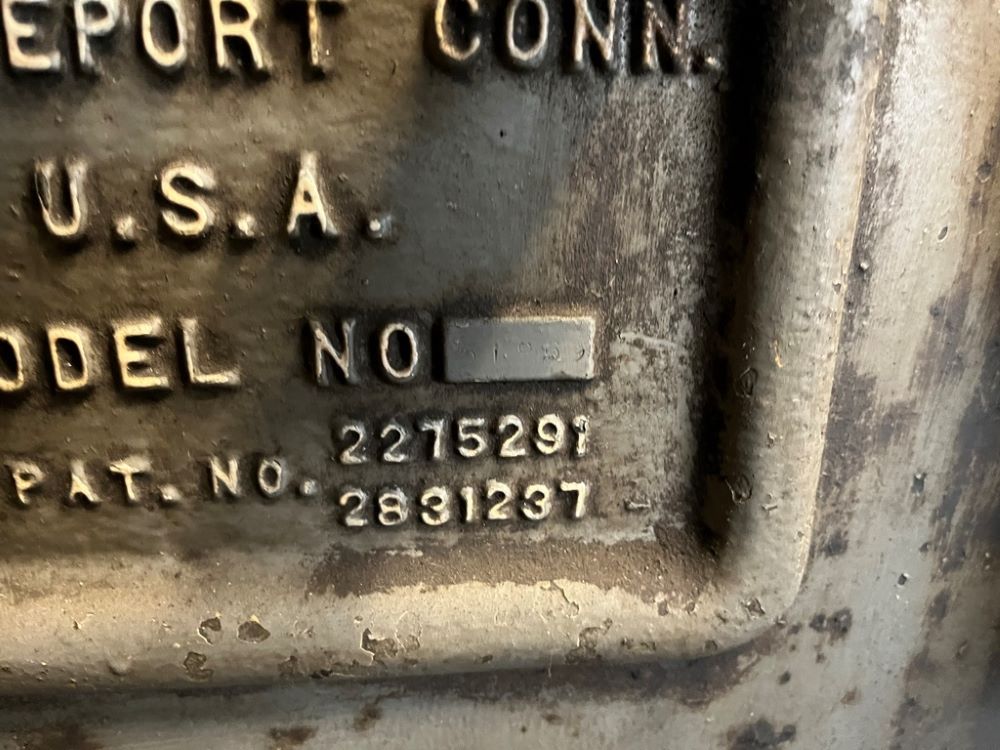 EPORT CONN.
U.S.A.
ODEL NO
2275291
PAT. NO.
2831237